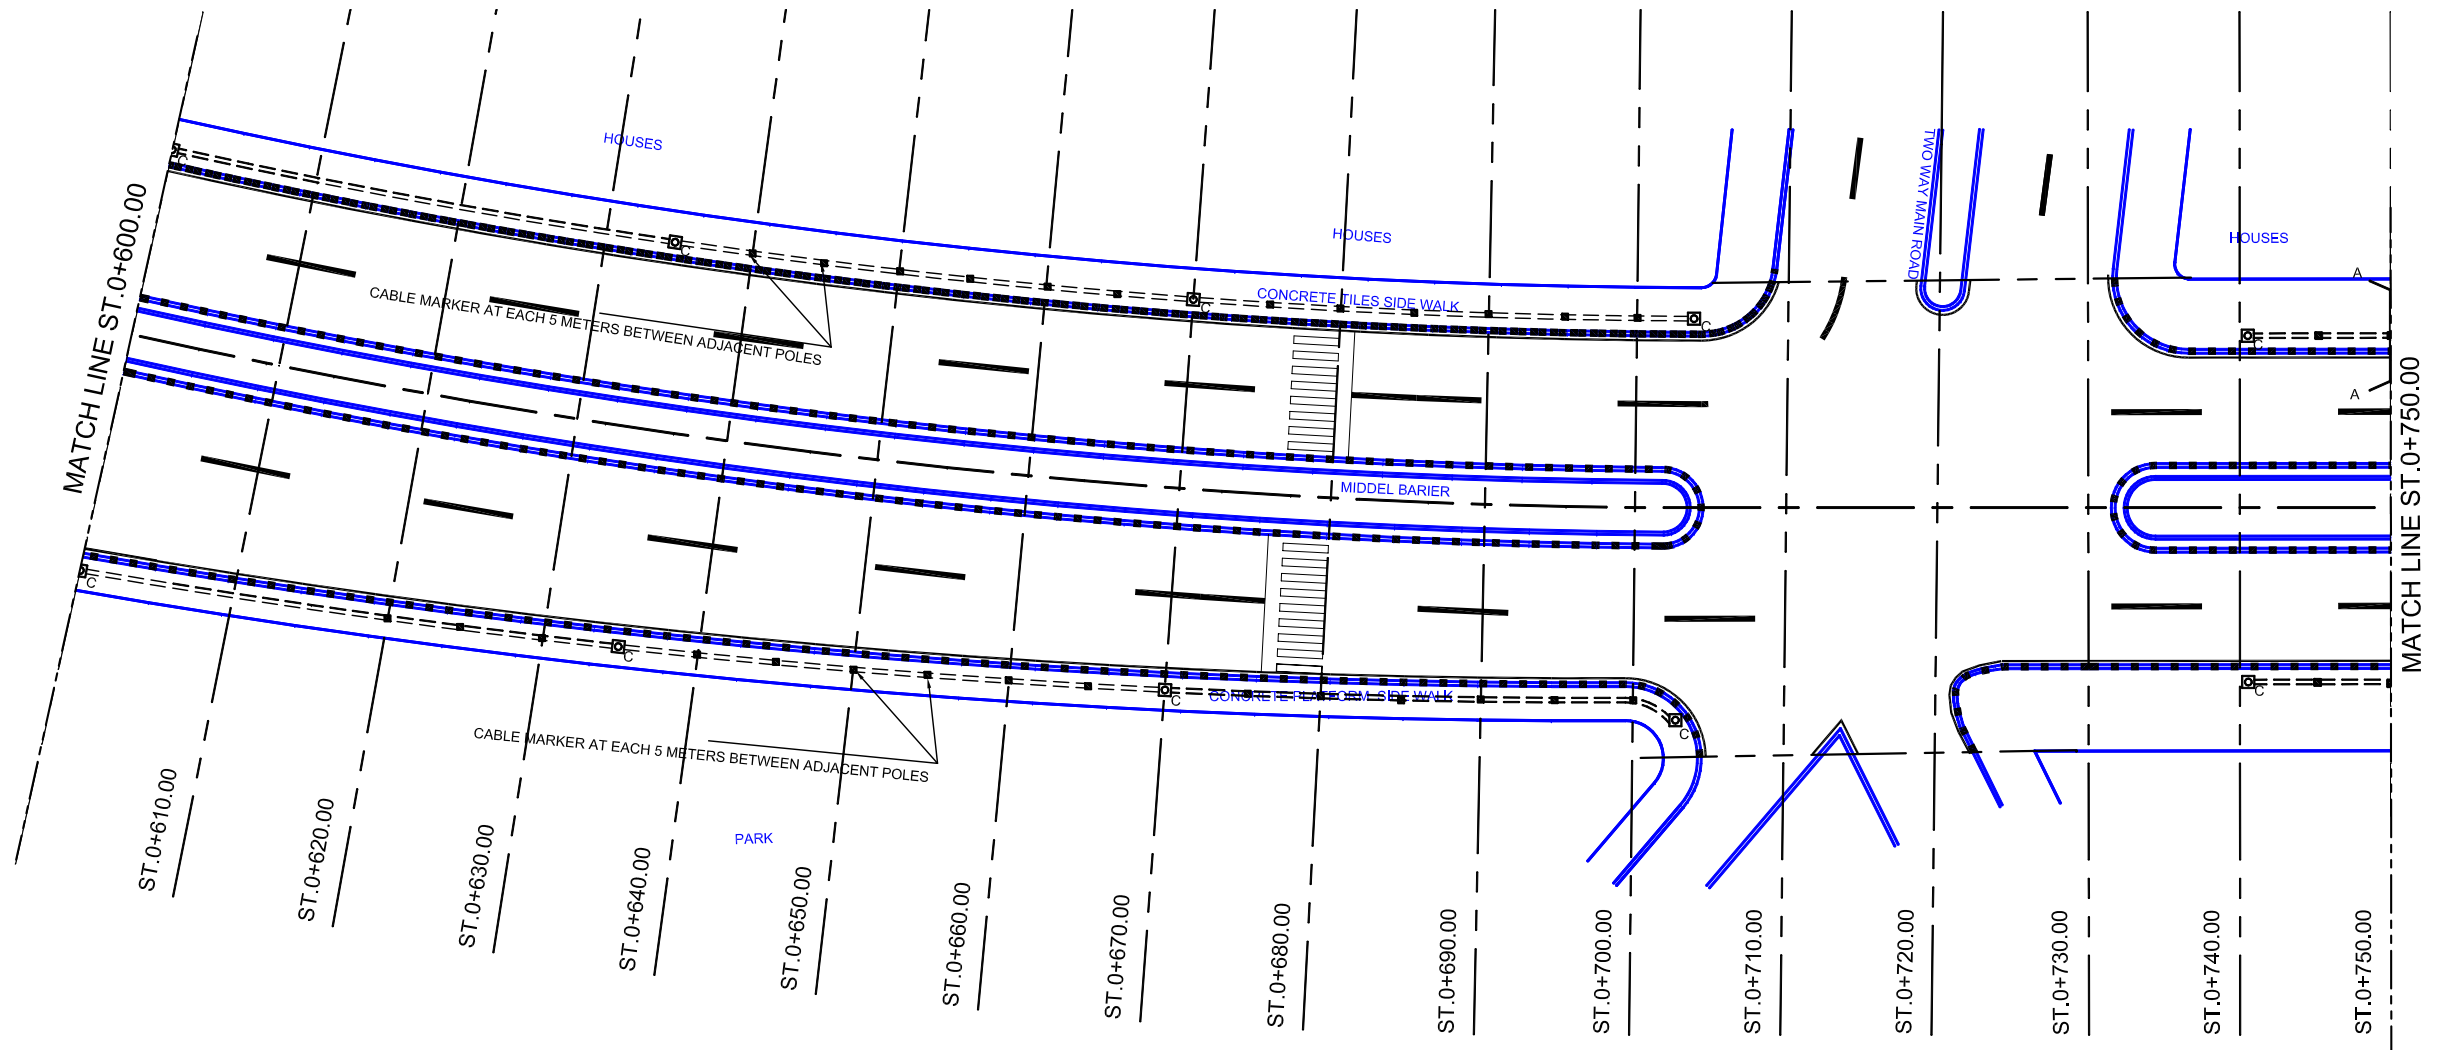 MATCH LINE ST.0+600.00
HOUSES
HOUSES
HOUSES
TWO WAY MAIN ROAD
C
C
C
C
C
A
A
CABLE MARKER AT EACH 5 METERS BETWEEN ADJACENT POLES
CONCRETE TILES SIDE WALK
MIDDEL BARIER
MATCH LINE ST.0+750.00
C
C
C
C
C
CONCRETE PLATFORM SIDE WALK
CABLE MARKER AT EACH 5 METERS BETWEEN ADJACENT POLES
PARK
ST.0+610.00
ST.0+620.00
ST.0+630.00
ST.0+640.00
ST.0+650.00
ST.0+660.00
ST.0+670.00
ST.0+680.00
ST.0+690.00
ST.0+700.00
ST.0+710.00
ST.0+720.00
ST.0+730.00
ST.0+740.00
ST.0+750.00